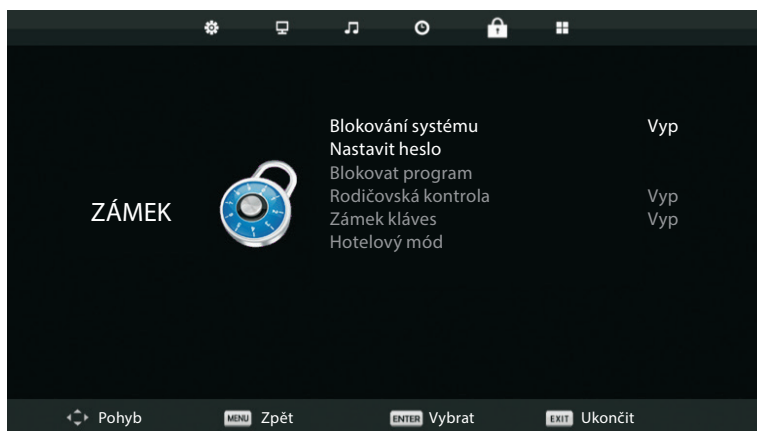 Blokování systému Vyp
Nastavit heslo
Blokovat program
Rodičovská kontrola Vyp
ZÁMEK
Zámek kláves Vyp
Hotelový mód
Pohyb MENU Zpět ENTER Vybrat EXIT Ukončit